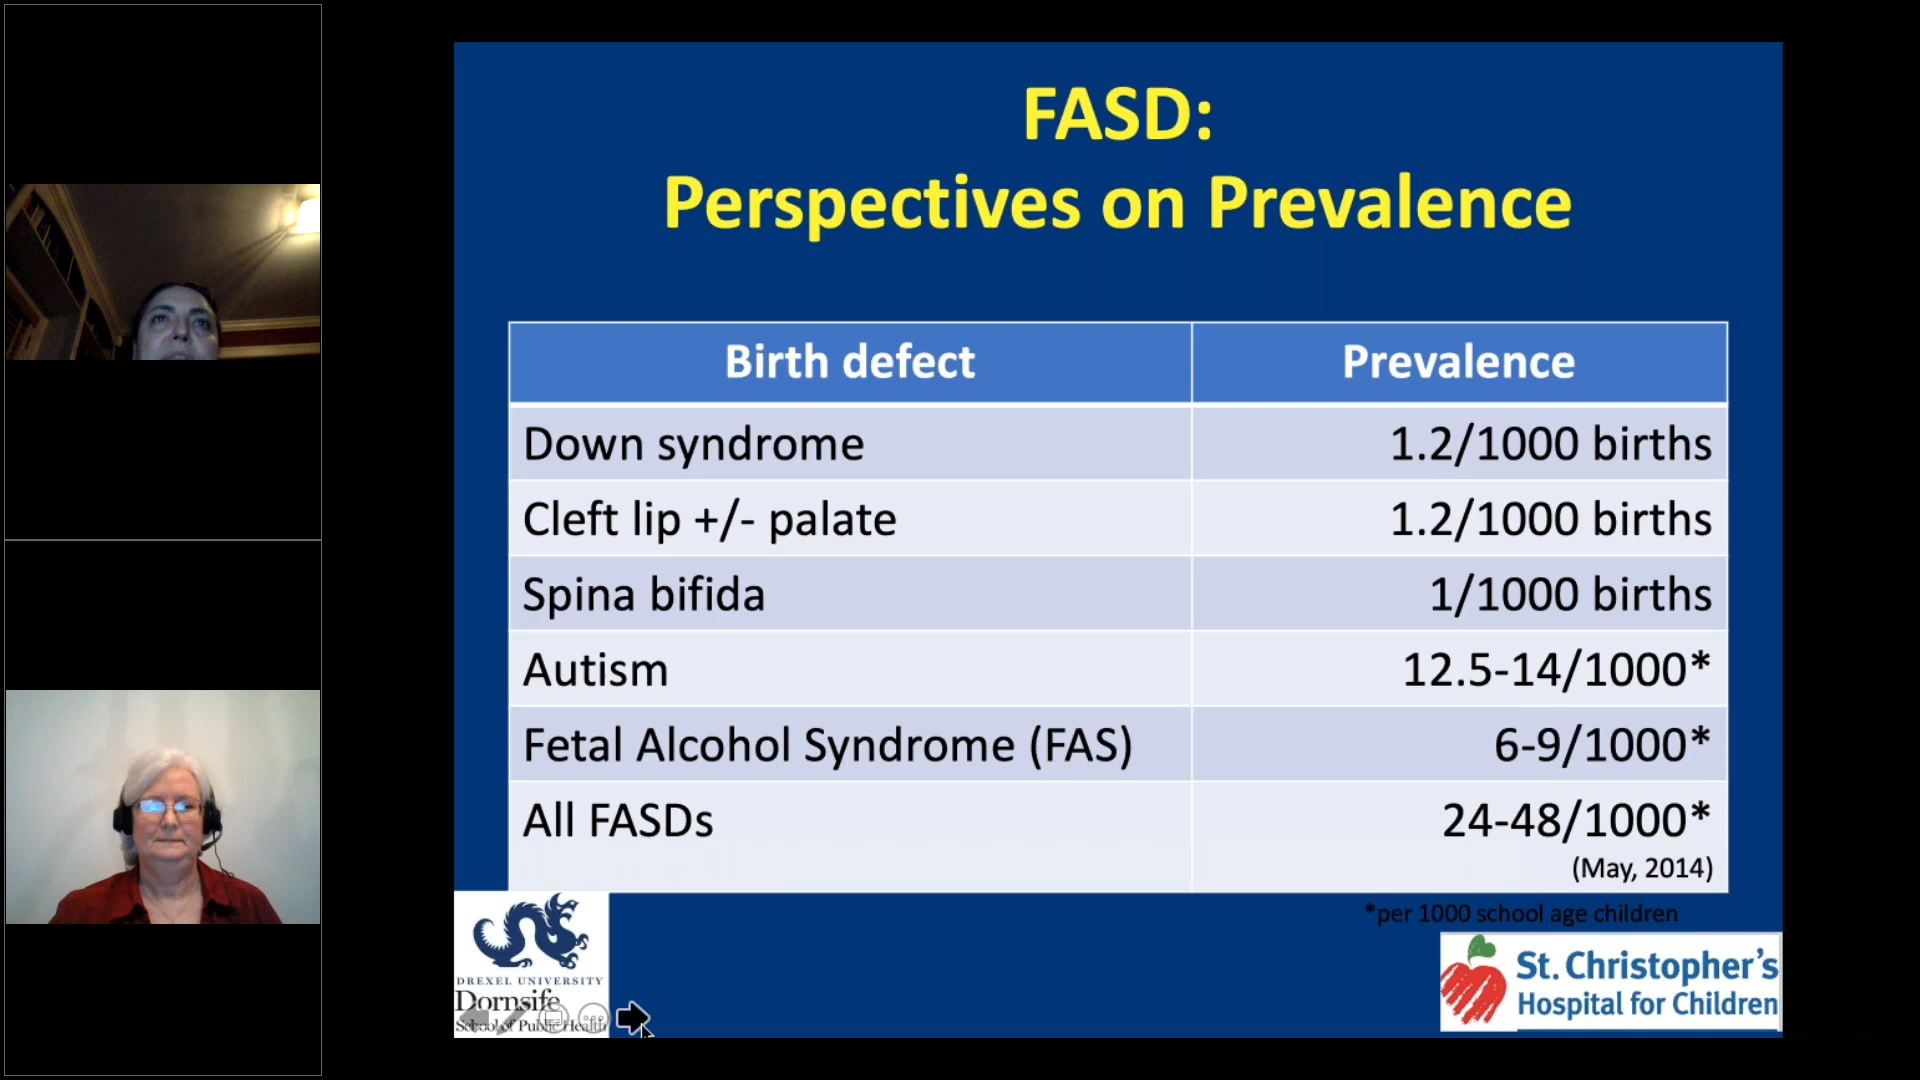 FASD:
Perspectives on Prevalence
Birth defect Prevalence
Down syndrome 1.2/1000 births
Cleft lip +/- palate 1.2/1000 births
Spina bifida 1/1000 births
Autism 12.5-14/1000*
Fetal Alcohol Syndrome (FAS) 6-9/1000*
All FASDs 24-48/1000*
(May, 2014)
*per 1000 school age children
DREXEL UNIVERSITY
Dornsife
School of Public Health
St. Christopher's
Hospital for Children